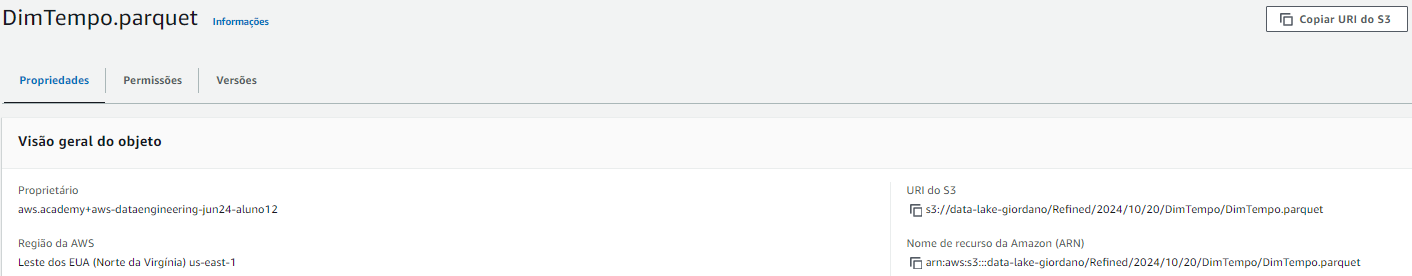 DimTempo.parquet Informações
Copiar URI do S3
Propriedades Permissões Versões
Visão geral do objeto
Proprietário
aws.academy+aws-dataengineering-jun24-aluno12
Região da AWS
Leste dos EUA (Norte da Virgínia) us-east-1
URI do S3
s3://data-lake-giordano/Refined/2024/10/20/DimTempo/DimTempo.parquet
Nome de recurso da Amazon (ARN)
arn:aws:s3:::data-lake-giordano/Refined/2024/10/20/DimTempo/DimTempo.parquet